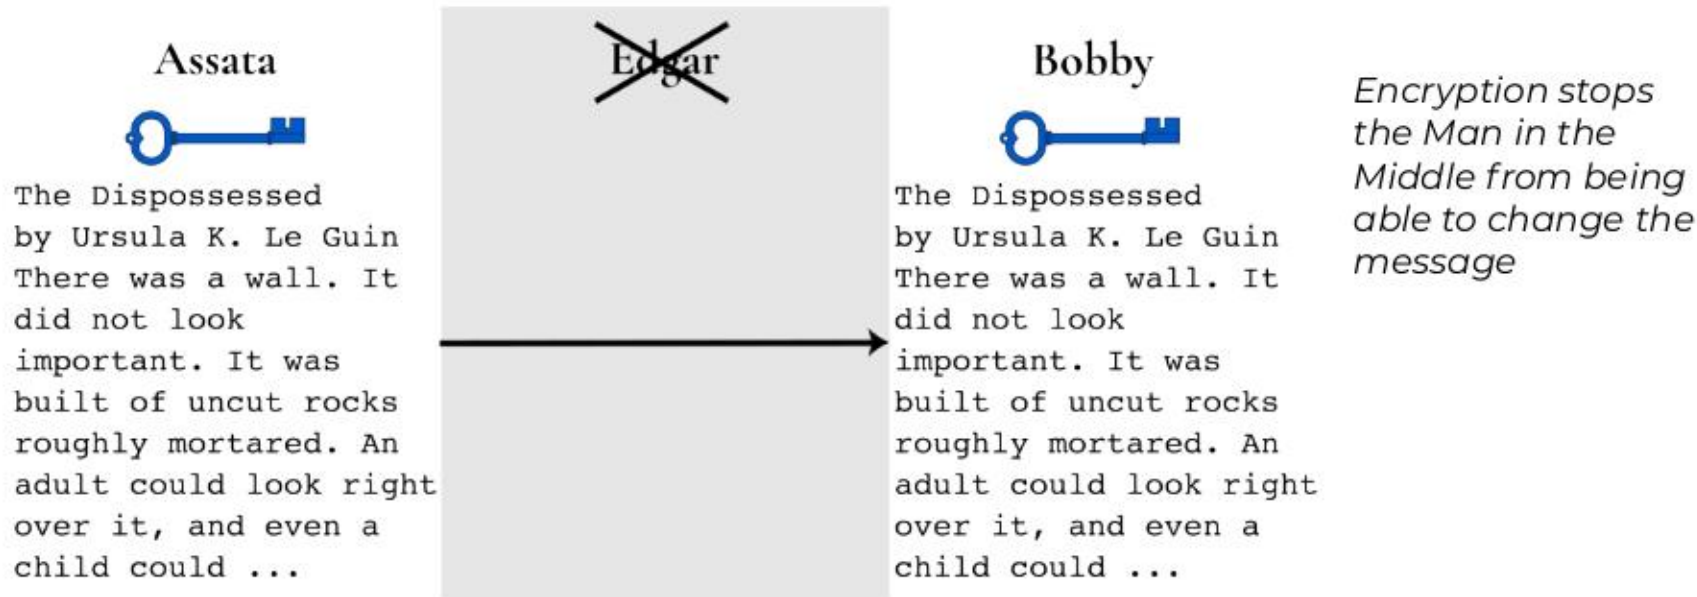 Assata
The Dispossessed
by Ursula K. Le Guin
There was a wall. It
did not look
important. It was
built of uncut rocks
roughly mortared. An
adult could look right
over it, and even a
child could ...
Edgar
Bobby
The Dispossessed
by Ursula K. Le Guin
There was a wall. It
did not look
important. It was
built of uncut rocks
roughly mortared. An
adult could look right
over it, and even a
child could ...
Encryption stops
the Man in the
Middle from being
able to change the
message